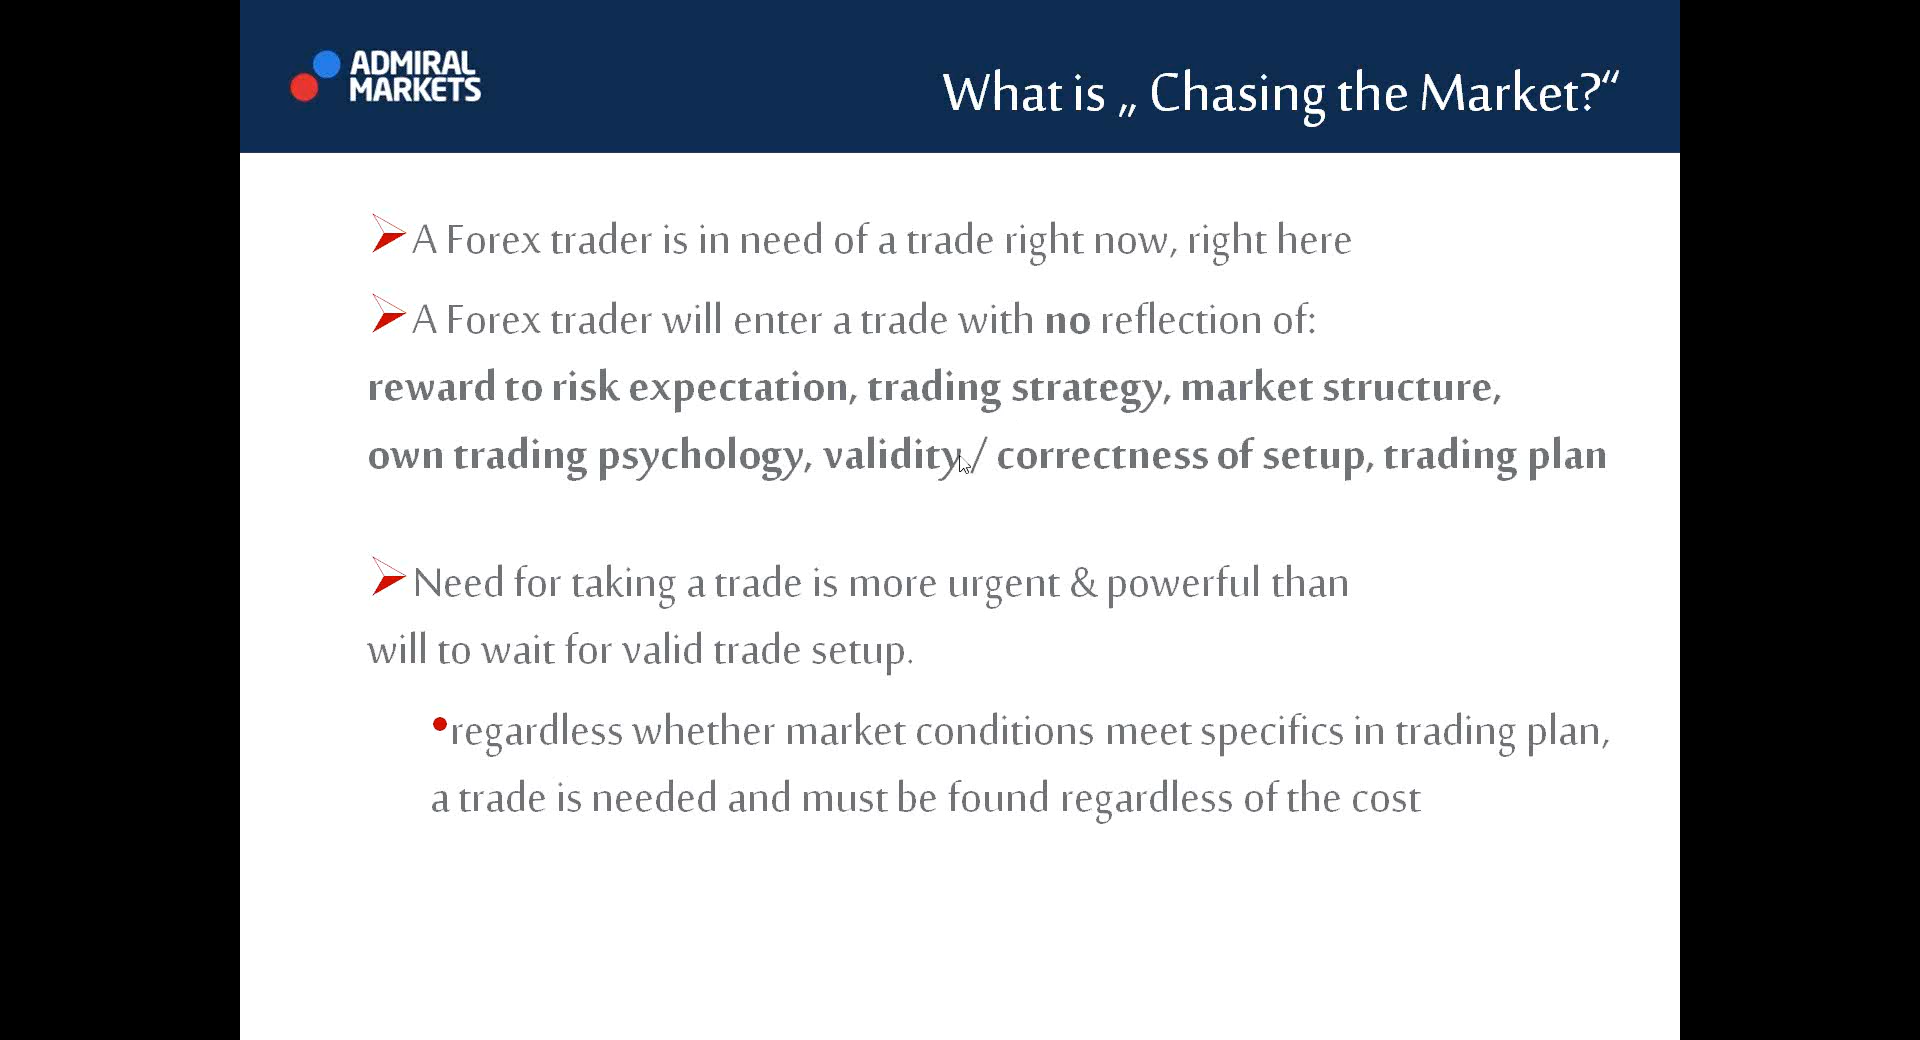 ADMIRAL
MARKETS
What is „ Chasing the Market?“
A Forex trader is in need of a trade right now, right here
A Forex trader will enter a trade with no reflection of:
reward to risk expectation, trading strategy, market structure,
own trading psychology, validity / correctness of setup, trading plan
Need for taking a trade is more urgent & powerful than
will to wait for valid trade setup.
regardless whether market conditions meet specifics in trading plan,
a trade is needed and must be found regardless of the cost